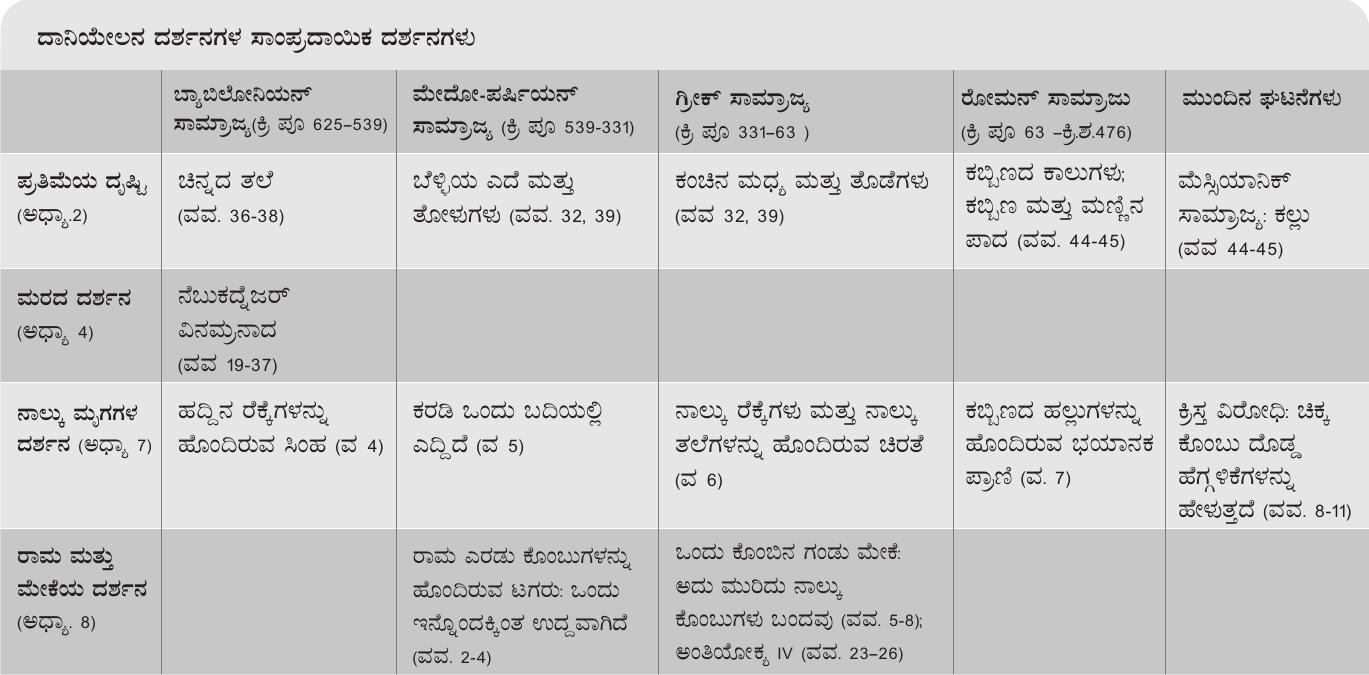 ದಾನಿಯೇಲನ ದರ್ಶನಗಳ ಸಾಂಪ್ರದಾಯಿಕ ದರ್ಶನಗಳು
ಬ್ಯಾಬಿಲೋನಿಯನ್
ಸಾಮ್ರಾಜ್ಯ(ಕ್ರಿ ಪೂ 625–539)
ಮೇದೋ-ಪರ್ಷಿಯನ್
ಸಾಮ್ರಾಜ್ಯ (ಕ್ರಿ ಪೂ 539-331)
ಗ್ರೀಕ್ ಸಾಮ್ರಾಜ್ಯ
(ಕ್ರಿ ಪೂ 331–63 )
ರೋಮನ್ ಸಾಮ್ರಾಜು
(ಕ್ರಿ ಪೂ 63 –ಕ್ರಿ.ಶ.476)
ಮುಂದಿನ ಘಟನೆಗಳು
ಪ್ರತಿಮೆಯ ದೃಷ್ಟಿ
(ಅಧ್ಯಾ.2)
ಚಿನ್ನದ ತಲೆ
(ವವ. 36-38)
ಬೆಳ್ಳಿಯ ಎದೆ ಮತ್ತು
ತೋಳುಗಳು (ವವ. 32, 39)
ಕಂಚಿನ ಮಧ್ಯ ಮತ್ತು ತೊಡೆಗಳು
(ವವ 32, 39)
ಕಬ್ಬಿಣದ ಕಾಲುಗಳು;
ಕಬ್ಬಿಣ ಮತ್ತು ಮಣ್ಣಿನ
ಪಾದ (ವವ. 44-45)
ಮೆಸ್ಸಿಯಾನಿಕ್
ಸಾಮ್ರಾಜ್ಯ: ಕಲ್ಲು
(ವವ 44-45)
ಮರದ ದರ್ಶನ
(ಅಧ್ಯಾ 4)
ನೆಬುಕದ್ನೆಜರ್
ವಿನಮ್ರನಾದ
(ವವ 19-37)
ನಾಲ್ಕು ಮೃಗಗಳ
ದರ್ಶನ (ಅಧ್ಯಾ 7)
ಹದ್ದಿನ ರೆಕ್ಕೆಗಳನ್ನು
ಹೊಂದಿರುವ ಸಿಂಹ (ವ 4)
ಕರಡಿ ಒಂದು ಬದಿಯಲ್ಲಿ
ಎದ್ದಿದೆ (ವ 5)
ನಾಲ್ಕು ರೆಕ್ಕೆಗಳು ಮತ್ತು ನಾಲ್ಕು
ತಲೆಗಳನ್ನು ಹೊಂದಿರುವ ಚಿರತೆ
(ವ 6)
ಕಬ್ಬಿಣದ ಹಲ್ಲುಗಳನ್ನು
ಹೊಂದಿರುವ ಭಯಾನಕ
ಪ್ರಾಣಿ (ವ. 7)
ಕ್ರಿಸ್ತ ವಿರೋಧಿ: ಚಿಕ್ಕ
ಕೊಂಬು ದೊಡ್ಡ
ಹೆಗ್ಗಳಿಕೆಗಳನ್ನು
ಹೇಳುತ್ತದೆ (ವವ. 8-11)
ರಾಮ ಮತ್ತು
ಮೇಕೆಯ ದರ್ಶನ
(ಅಧ್ಯಾ. 8)
ರಾಮ ಎರಡು ಕೊಂಬುಗಳನ್ನು
ಹೊಂದಿರುವ ಟಗರು: ಒಂದು
ಇನ್ನೊಂದಕ್ಕಿಂತ ಉದ್ದವಾಗಿದೆ
(ವವ. 2-4)
ಒಂದು ಕೊಂಬಿನ ಗಂಡು ಮೇಕೆ:
ಅದು ಮುರಿದು ನಾಲ್ಕು
ಕೊಂಬುಗಳು ಬಂದವು (ವವ. 5-8);
ಅಂತಿಯೋಕ್ಯ IV (ವವ. 23–26)